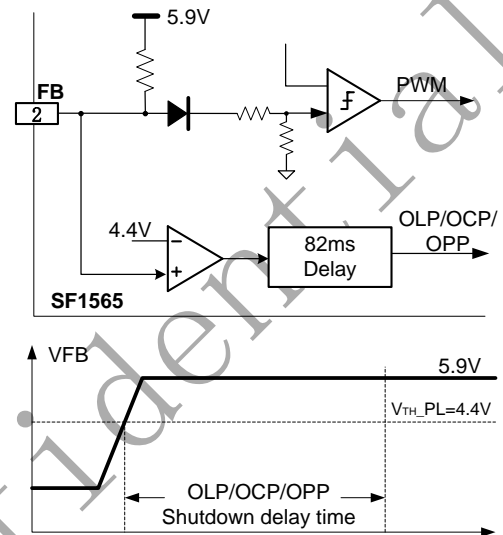 5.9V
FB
2
PWM
4.4V
82ms
Delay
OLP/OCP/
OPP
SF1565
VFB
5.9V
VTH_PL=4.4V
OLP/OCP/OPP
Shutdown delay time